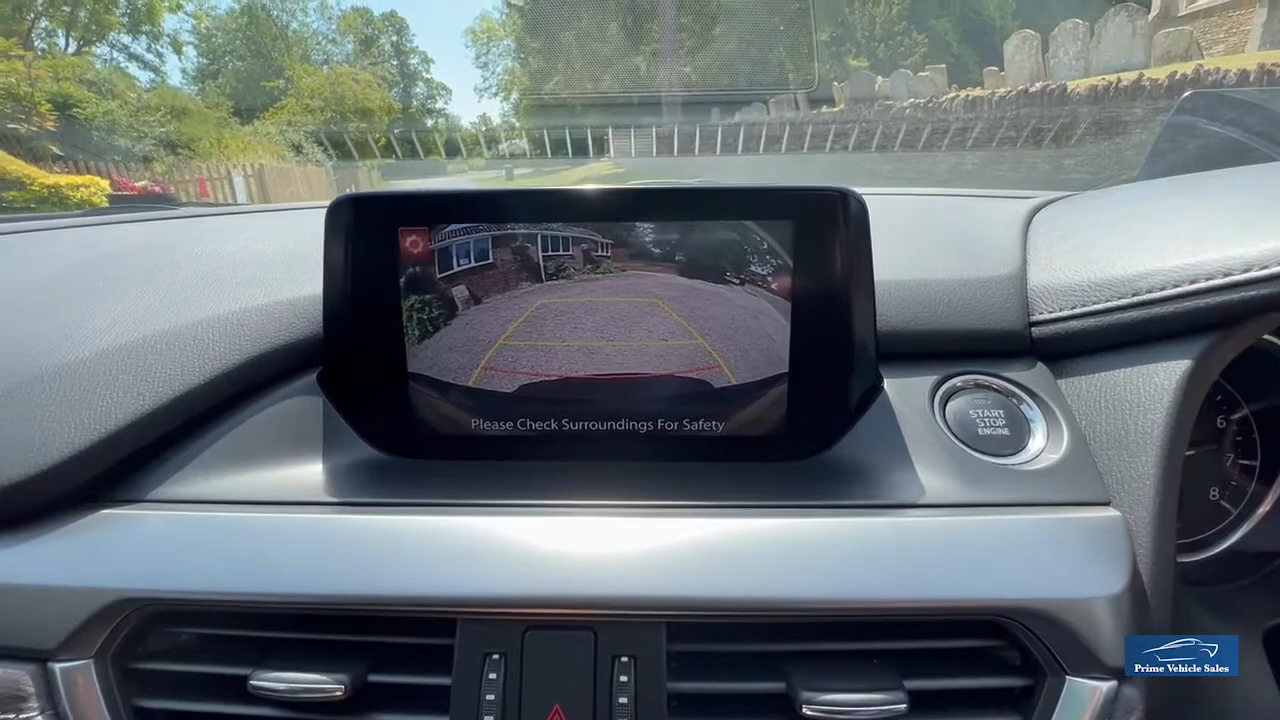 Please Check Surroundings For Safety
START
STOP
ENGINE
6
7
8
Prime Vehicle Sales